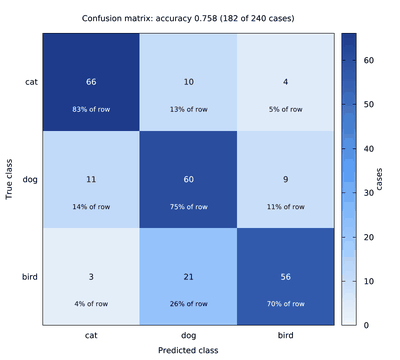 Confusion matrix: accuracy 0.758 (182 of 240 cases)
cat 66 10 4 60
83% of row 13% of row 5% of row
50
40
True class
dog 11 60 9
cases
14% of row 75% of row 11% of row
30
20
bird 3 21 56
10
4% of row 26% of row 70% of row
0
cat dog bird
Predicted class